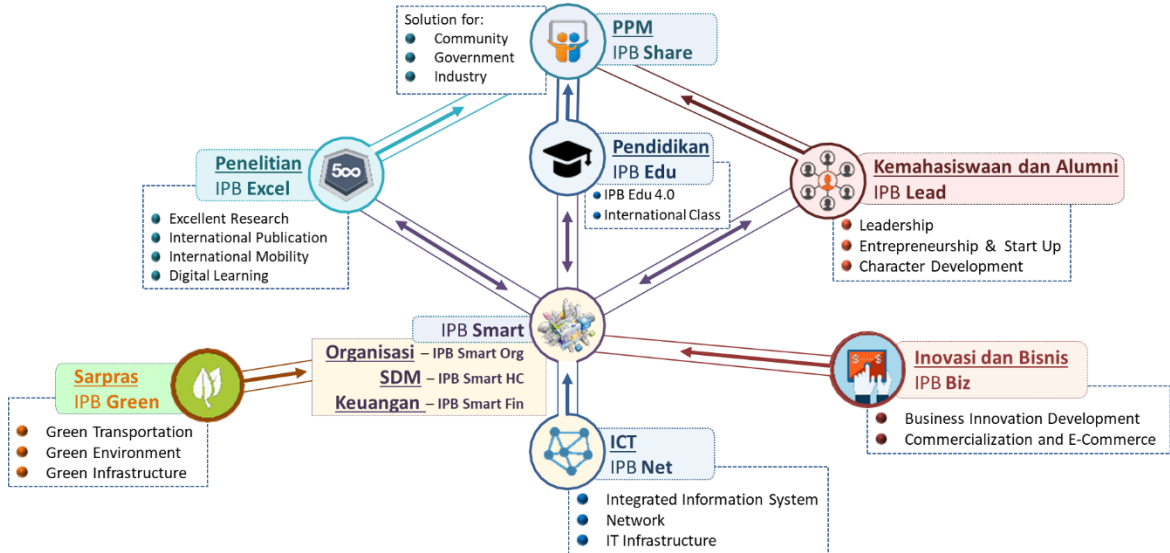 Solution for:
Community
Government
Industry
PPM
IPB Share
Penelitian
IPB Excel
500
Excellent Research
International Publication
International Mobility
Digital Learning
Pendidikan
IPB Edu
IPB Edu 4.0
International Class
Kemahasiswaan dan Alumni
IPB Lead
Leadership
Entrepreneurship & Start Up
Character Development
IPB Smart
Organisasi – IPB Smart Org
SDM – IPB Smart HC
Keuangan – IPB Smart Fin
Sarpras
IPB Green
Green Transportation
Green Environment
Green Infrastructure
Inovasi dan Bisnis
IPB Biz
Business Innovation Development
Commercialization and E-Commerce
ICT
IPB Net
Integrated Information System
Network
IT Infrastructure